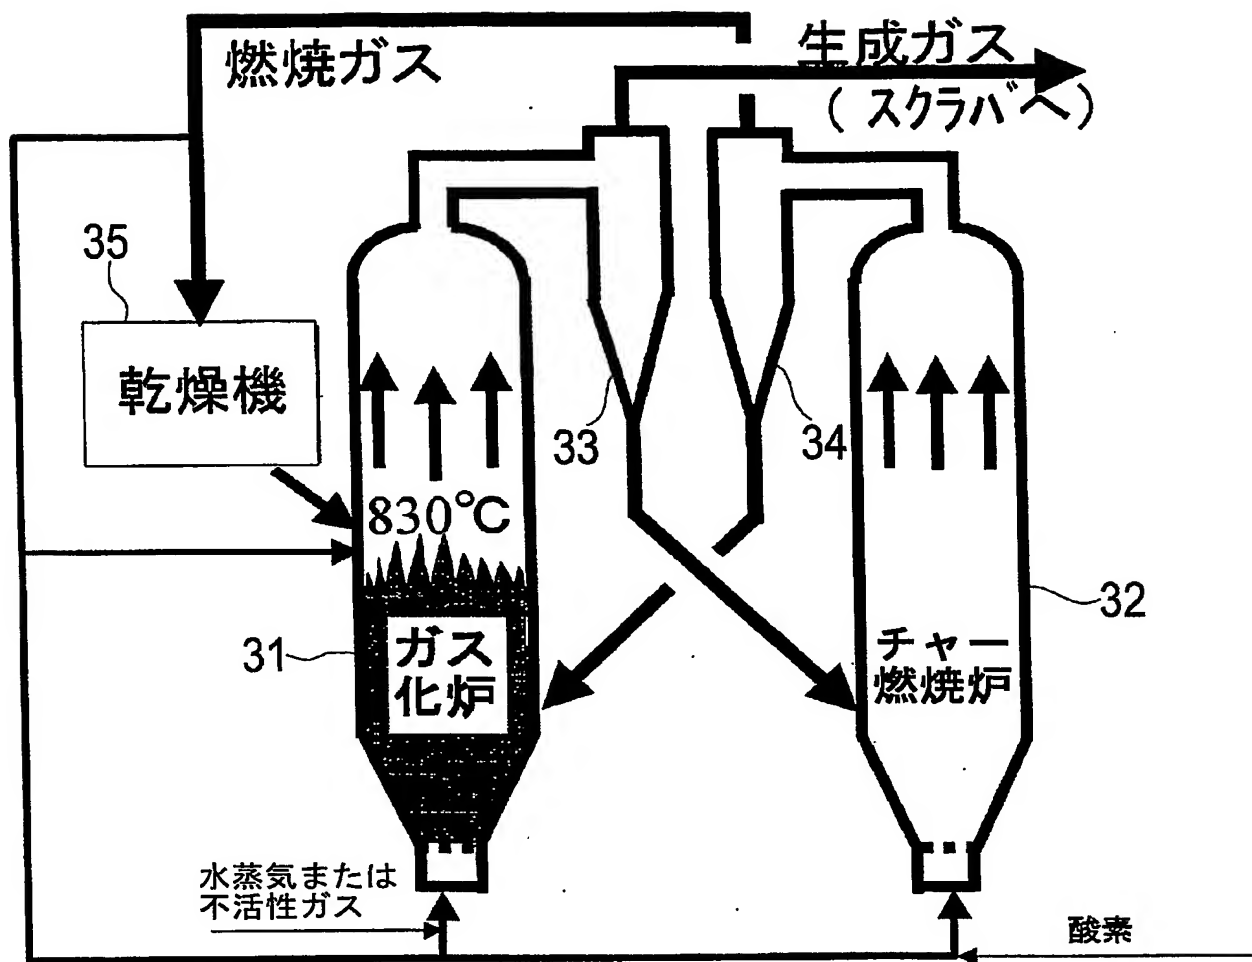 燃焼ガス
生成ガス
(スクラバへ)
35
乾燥機
33
34
830℃
31
ガス
化炉
32
チャー
燃焼炉
水蒸気または
不活性ガス
酸素